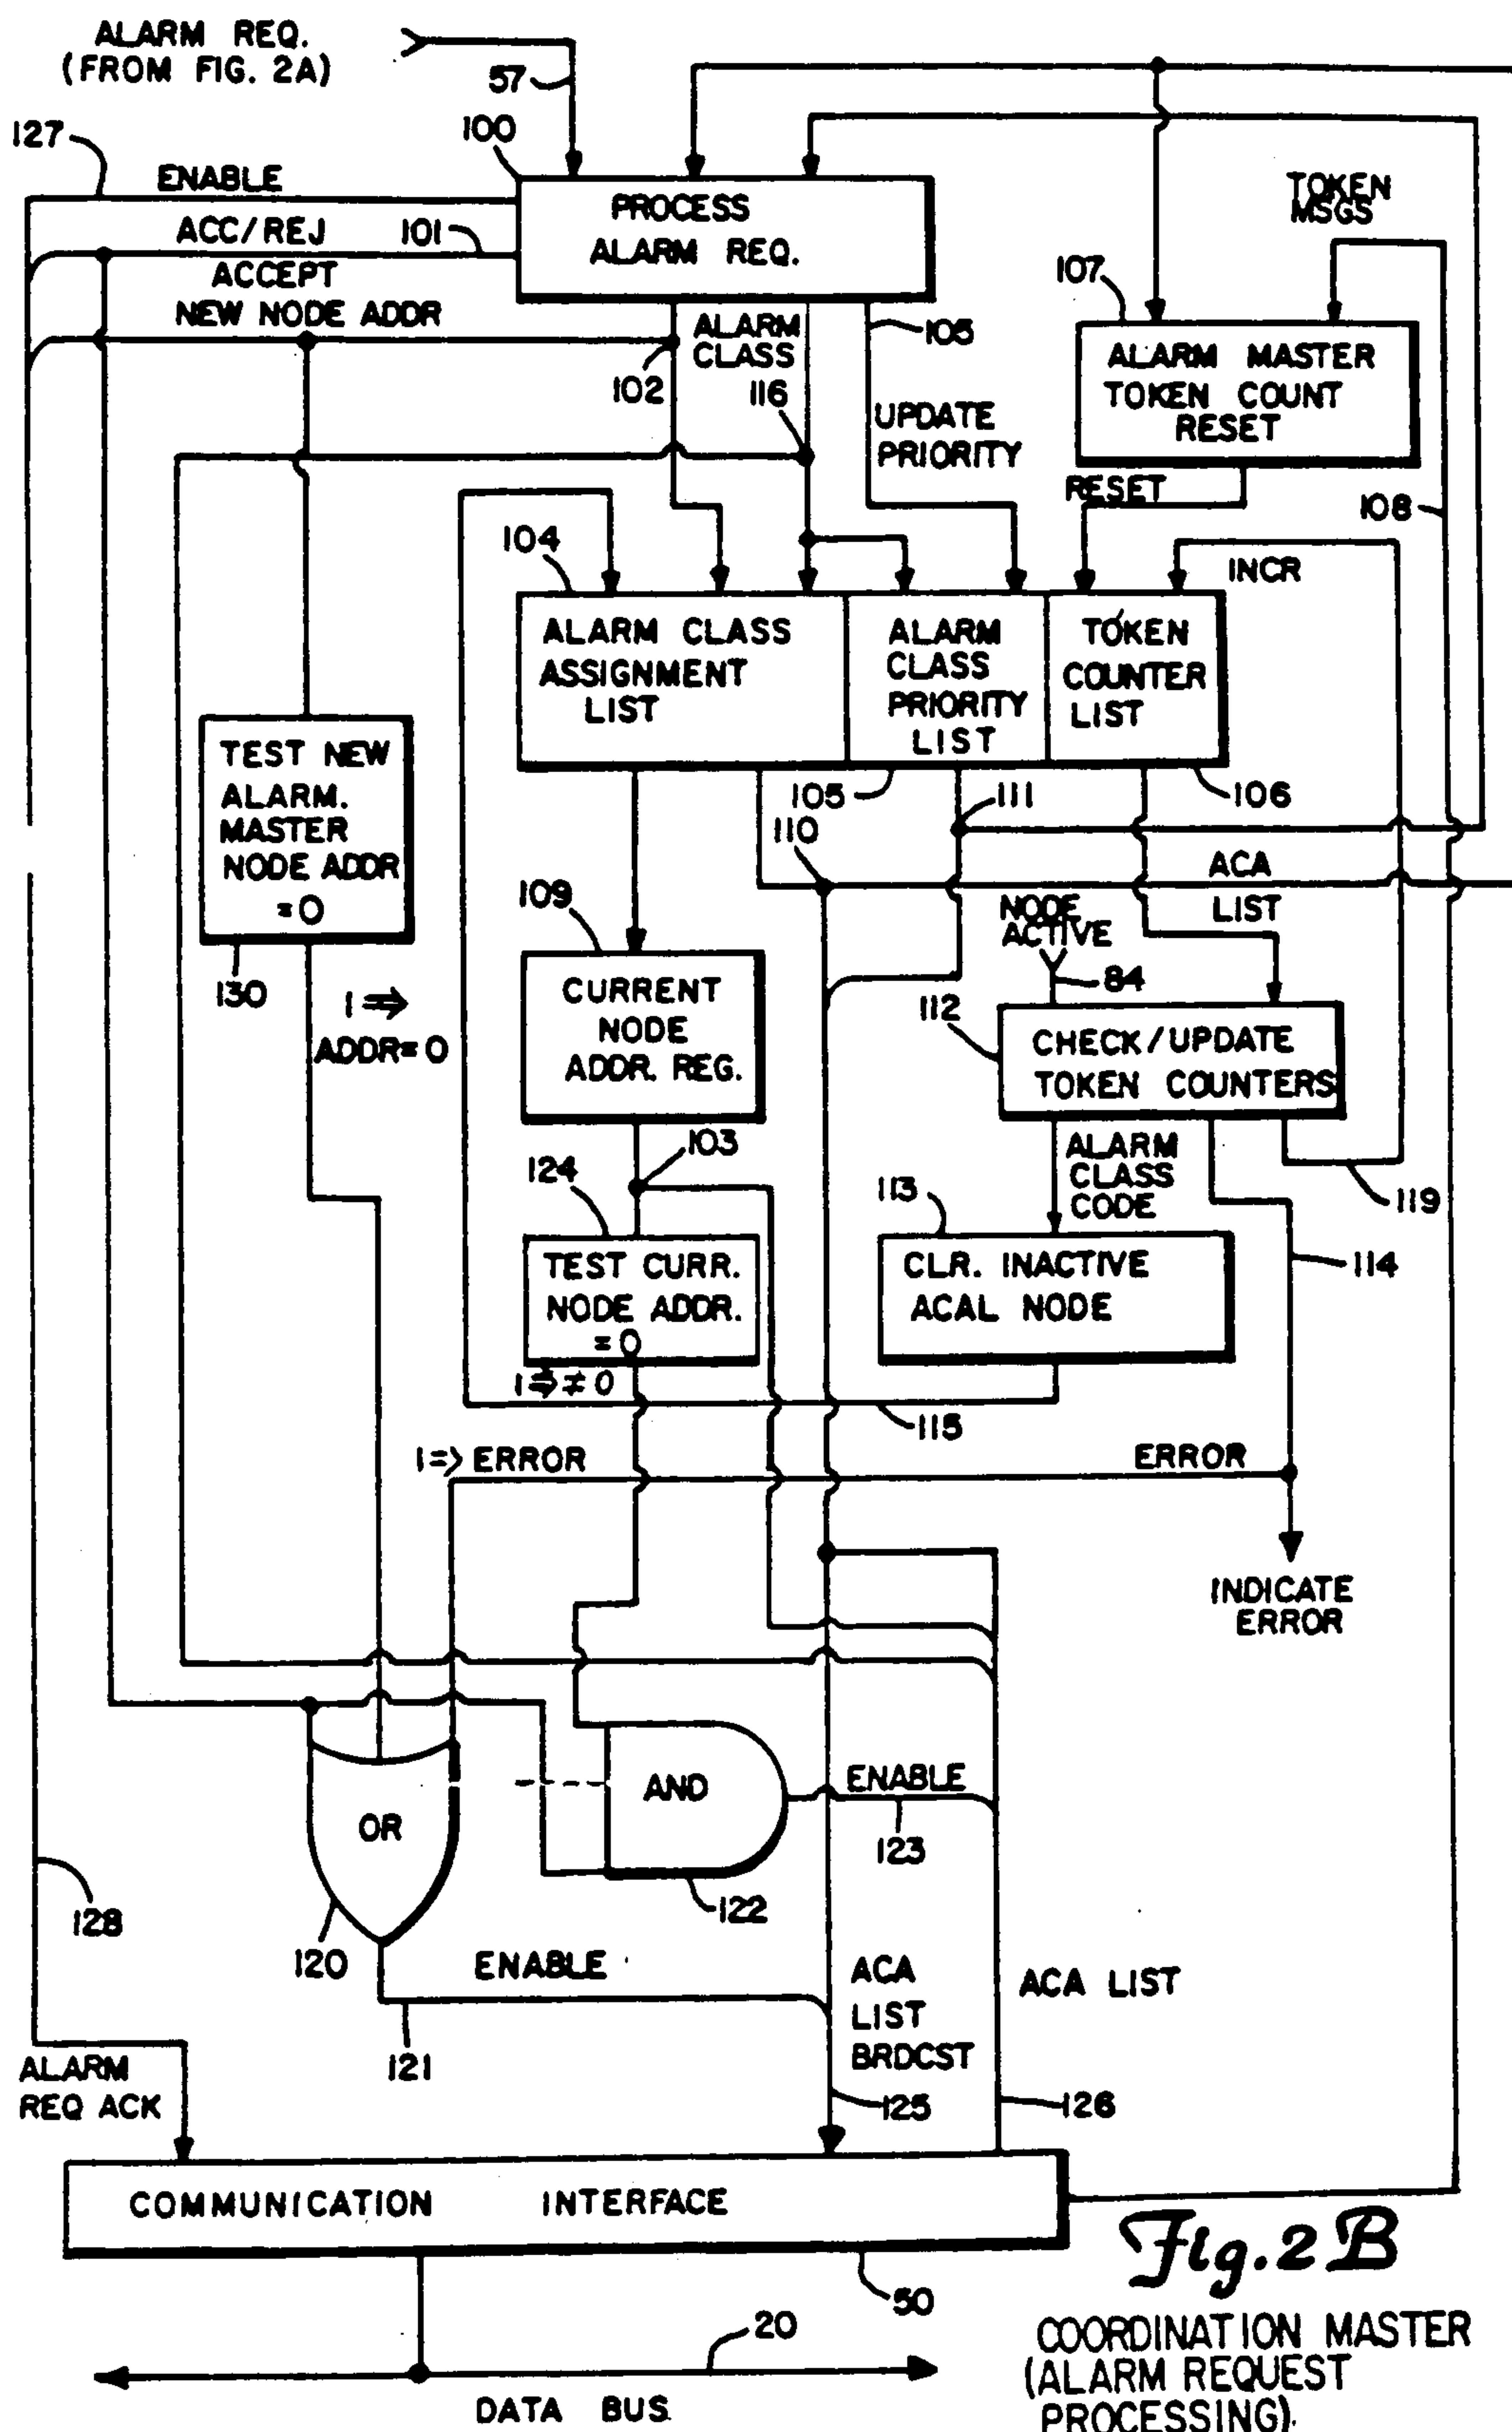 ALARM REQ.
(FROM FIG. 2A)
57
100
127
ENABLE
ACC/REJ
101
ACCEPT
NEW NODE ADDR
PROCESS
ALARM REQ.
TOKEN
MSGS
107
ALARM MASTER
TOKEN COUNT
RESET
102
ALARM
CLASS
116
105
UPDATE
PRIORITY
RESET
108
INCR
104
ALARM CLASS
ASSIGNMENT
LIST
ALARM
CLASS
PRIORITY
LIST
TOKEN
COUNTER
LIST
105
106
110
111
TEST NEW
ALARM.
MASTER
NODE ADDR
=0
130
1 ⇒
ADDR=0
ACA
LIST
109
CURRENT
NODE
ADDR. REG.
NODE
ACTIVE
84
112
CHECK/UPDATE
TOKEN COUNTERS
103
124
TEST CURR.
NODE ADDR.
=0
1 ⇒ ≠ 0
ALARM
CLASS
CODE
119
113
CLR. INACTIVE
ACAL NODE
114
115
1=> ERROR
ERROR
INDICATE
ERROR
OR
AND
ENABLE
123
122
128
120
ENABLE
121
ACA
LIST
BRDCST
ACA LIST
125
126
ALARM
REQ ACK
COMMUNICATION INTERFACE
50
20
DATA BUS
Fig. 2B
COORDINATION MASTER
(ALARM REQUEST
PROCESSING).